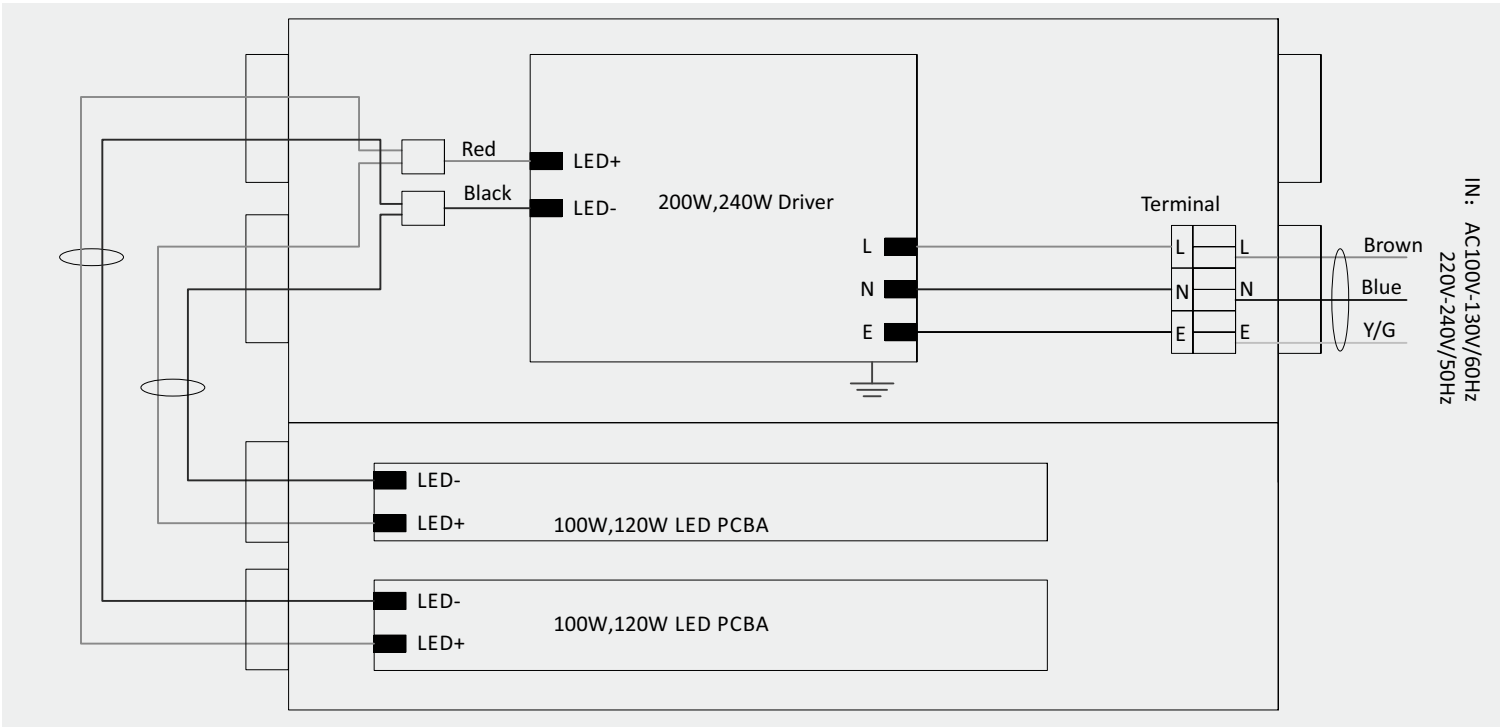 Red
LED+
Black
LED-
200W,240W Driver
Terminal
L
L
L
Brown
N
N
N
Blue
E
E
E
Y/G
IN: AC100V-130V/60Hz
220V-240V/50Hz
LED-
LED+
100W,120W LED PCBA
LED-
100W,120W LED PCBA
LED+